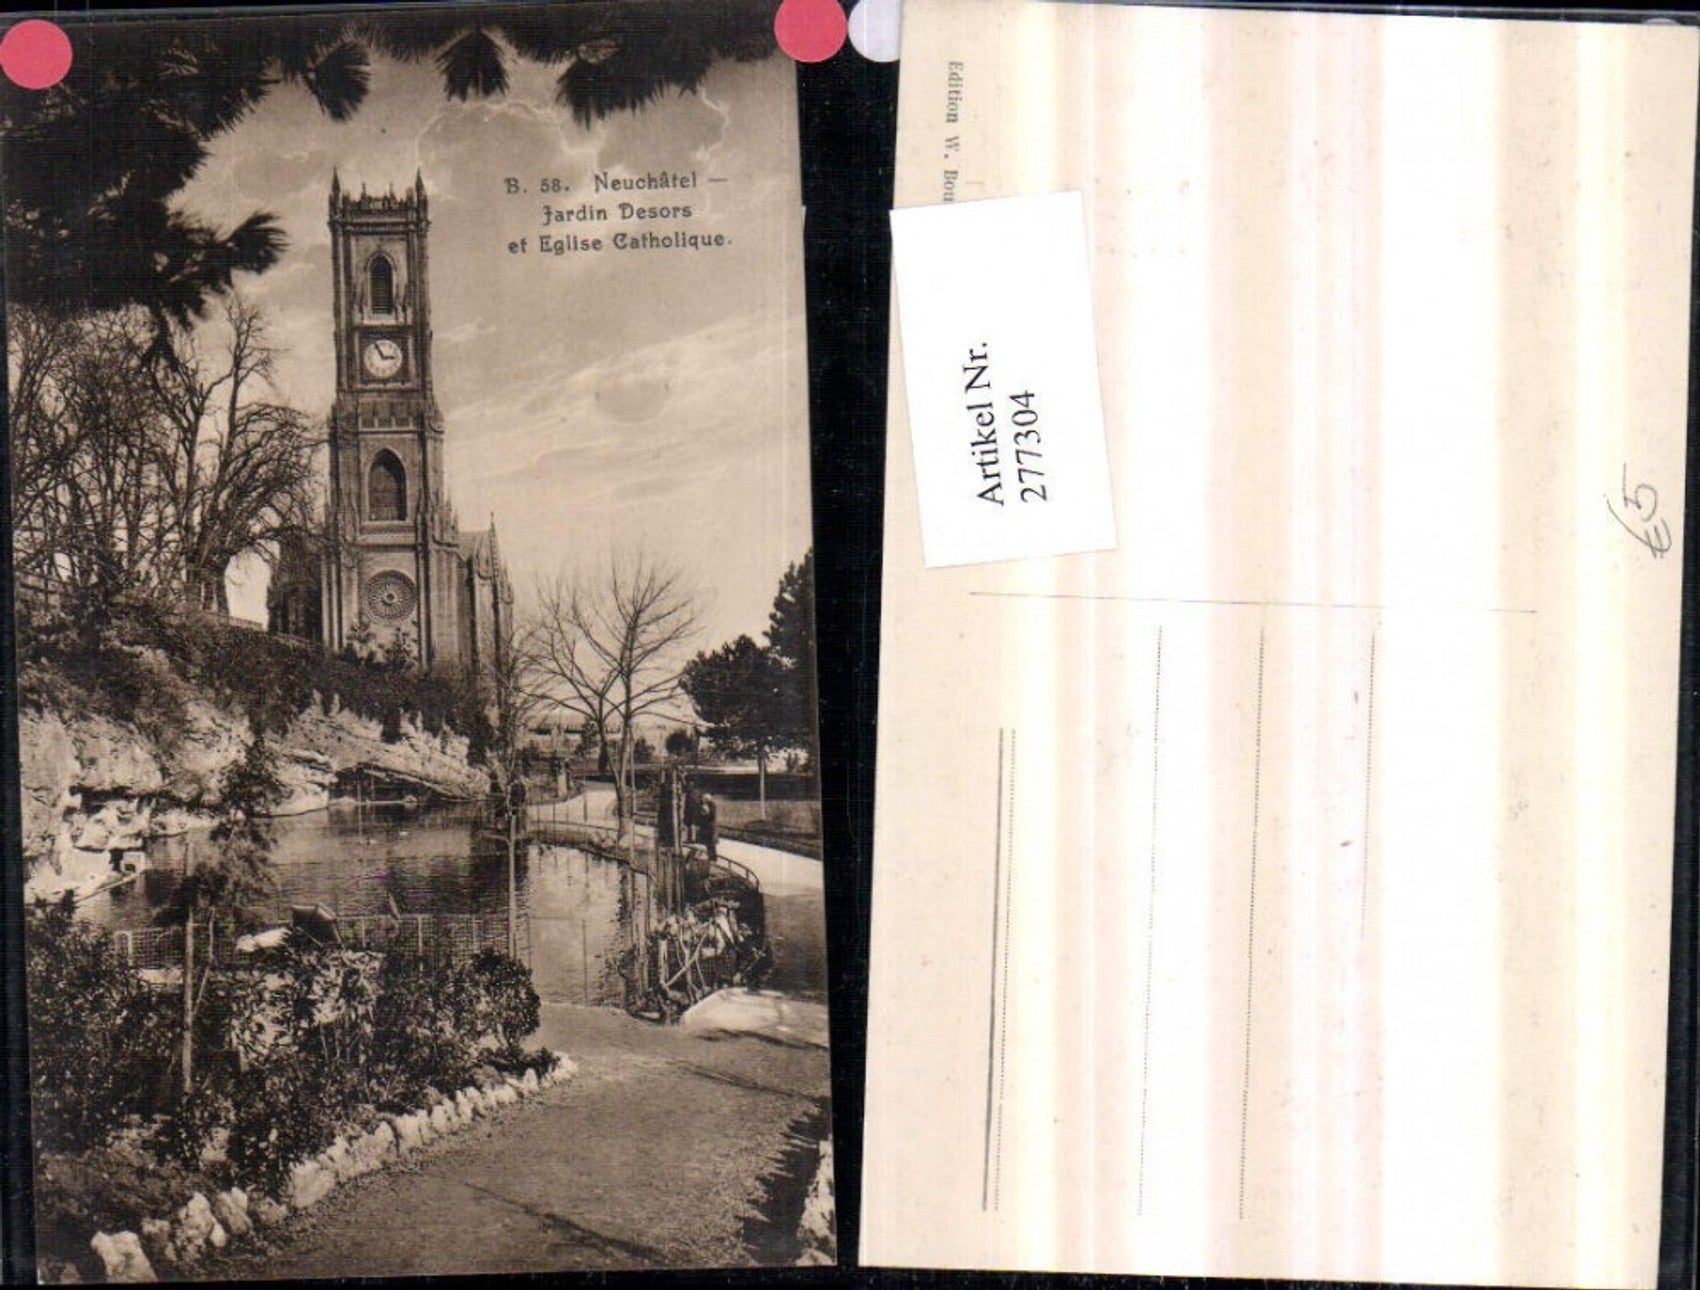 B. 58. Neuchâtel —
Jardin Desors
et Eglise Catholique.
Edition W.
Artikel Nr.
277304
€5